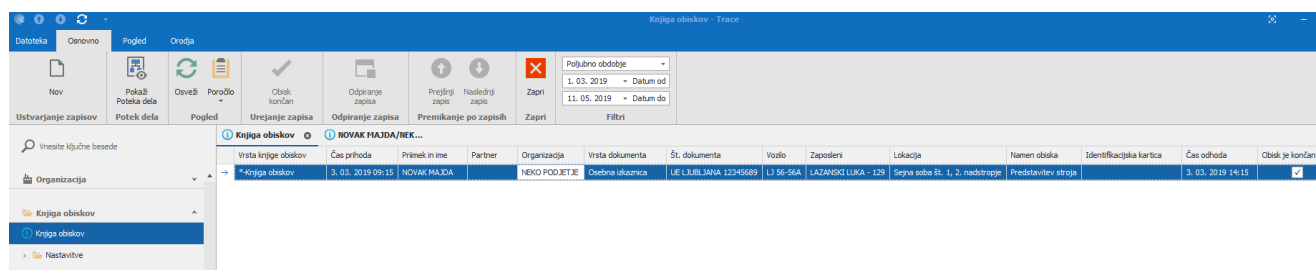 Knjiga obiskov - Trace
Datoteka Osnovno Pogled Orodja
Nov Pokaži Poteka dela Osveži Poročilo Obisk končan Odpiranje zapisa Prejšnji zapis Naslednji zapis Zapri
Poljubno obdobje
1. 03. 2019 Datum od
11. 05. 2019 Datum do
Ustvarjanje zapisov Potek dela Pogled Urejanje zapisa Odpiranje zapisa Premikanje po zapisih Zapri Filtri
Vnesite ključne besede
Organizacija
Knjiga obiskov
Knjiga obiskov
Nastavitve
Knjiga obiskov NOVAK MAJDA/NEK...
Vrsta knjige obiskov Čas prihoda Priimek in ime Partner Organizacija Vrsta dokumenta Št. dokumenta Vozilo Zaposleni Lokacija Namen obiska Identifikacijska kartica Čas odhoda Obisk je končan
*-Knjiga obiskov 3. 03. 2019 09:15 NOVAK MAJDA NEKO PODJETJE Osebna izkaznica UE LJUBLJANA 12345689 LJ 56-56A LAZANSKI LUKA - 129 Sejna soba št. 1, 2. nadstropje Predstavitev stroja 3. 03. 2019 14:15